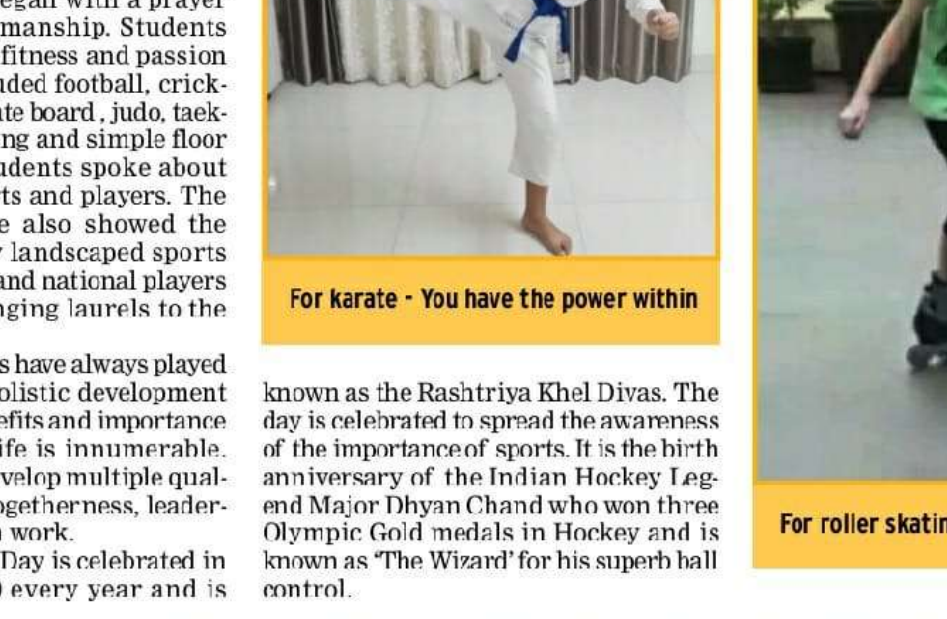 egan with a prayer
manship. Students
fitness and passion
uded football, crick-
te board, judo, taek-
ng and simple floor
udents spoke about
ts and players. The
e also showed the
y landscaped sports
and national players
nging laurels to the
s have always played
olistic development
efits and importance
ife is innumerable.
velop multiple qual-
ogetherness, leader-
work.
Day is celebrated in
) every year and is
For karate - You have the power within
known as the Rashtriya Khel Divas. The
day is celebrated to spread the awareness
of the importance of sports. It is the birth
anniversary of the Indian Hockey Leg-
end Major Dhyan Chand who won three
Olympic Gold medals in Hockey and is
known as 'The Wizard' for his superb ball
control.
For roller skatin